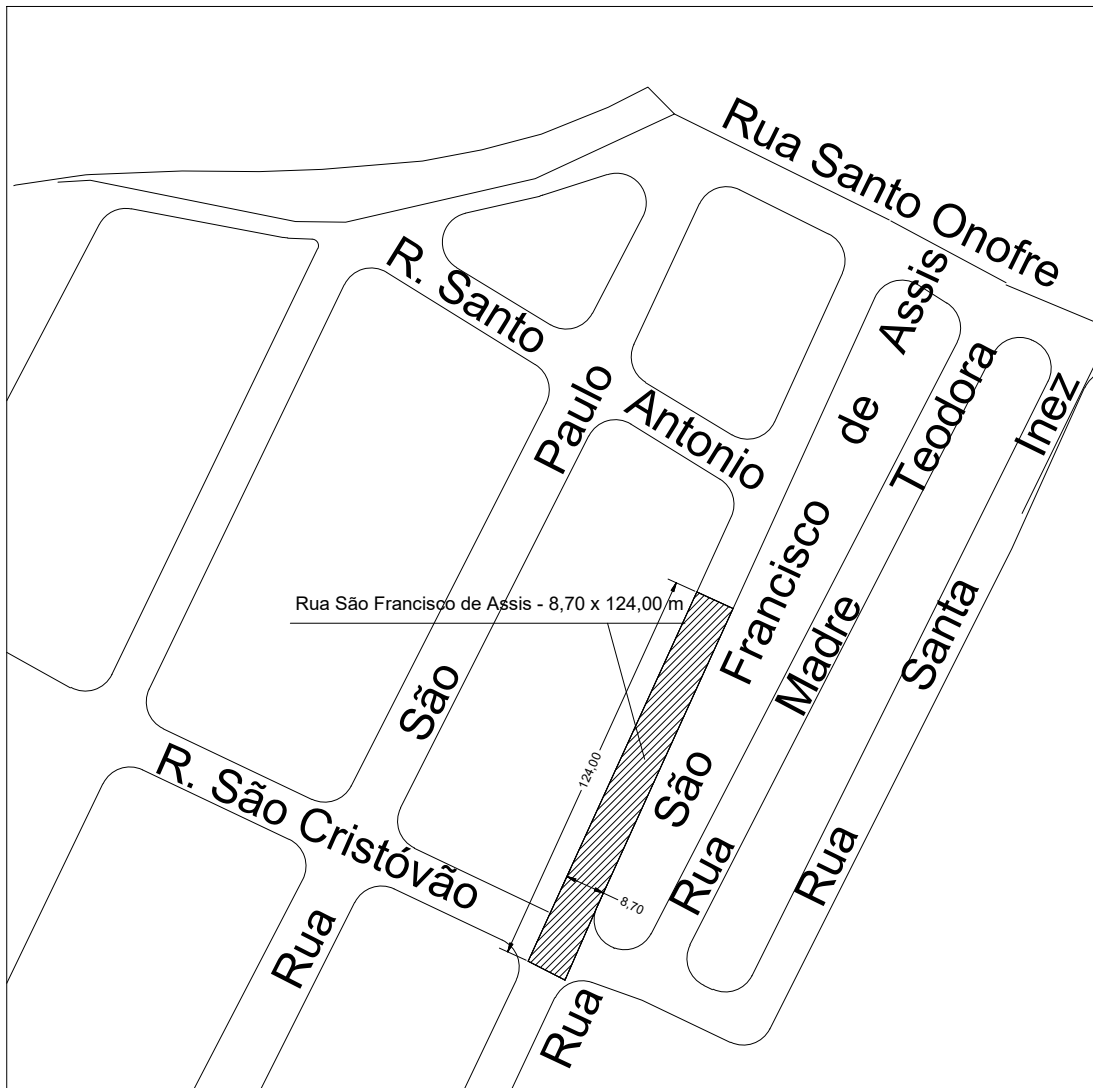 Rua Santo Onofre
R. Santo Antonio
Rua São Paulo
Rua São Francisco de Assis
Rua Madre Teodora
Rua Santa Inez
Rua São Francisco de Assis - 8,70 x 124,00 m
124,00
8,70
R. São Cristóvão